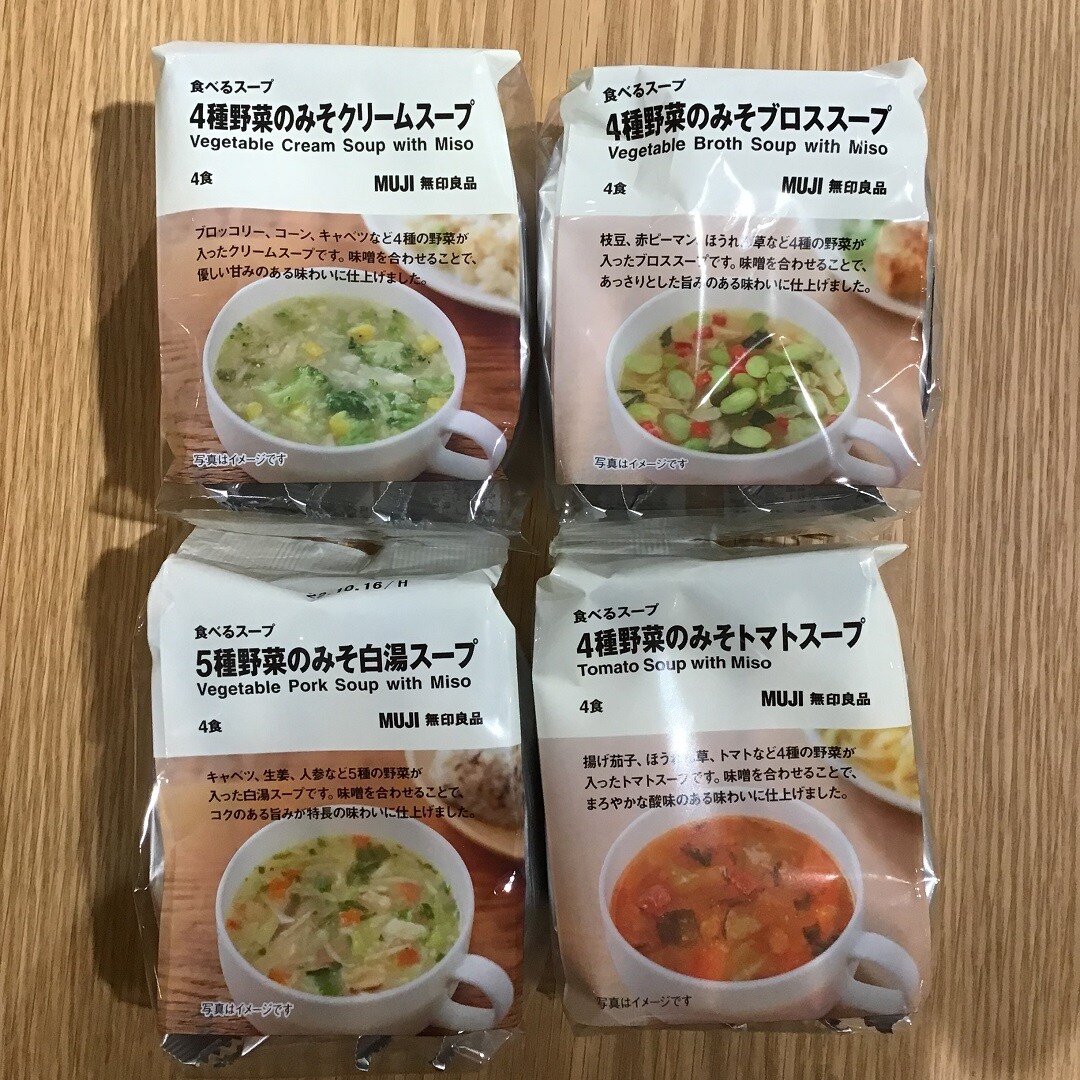 食べるスープ
4種野菜のみそクリームスープ
Vegetable Cream Soup with Miso
4食
MUJI 無印良品
ブロッコリー、コーン、キャベツなど4種の野菜が
入ったクリームスープです。味噌を合わせることで、
優しい甘みのある味わいに仕上げました。
写真はイメージです
食べるスープ
4種野菜のみそブロススープ
Vegetable Broth Soup with Miso
4食
MUJI 無印良品
枝豆、赤ピーマン、ほうれん草など4種の野菜が
入ったブロススープです。味噌を合わせることで、
あっさりとした旨みのある味わいに仕上げました。
写真はイメージです
10.16/H
食べるスープ
5種野菜のみそ白湯スープ
Vegetable Pork Soup with Miso
4食
MUJI 無印良品
キャベツ、生姜、人参など5種の野菜が
入った白湯スープです。味噌を合わせることで、
コクのある旨みが特長の味わいに仕上げました。
写真はイメージです
食べるスープ
4種野菜のみそトマトスープ
Tomato Soup with Miso
4食
MUJI 無印良品
揚げ茄子、ほうれん草、トマトなど4種の野菜が
入ったトマトスープです。味噌を合わせることで、
まろやかな酸味のある味わいに仕上げました。
写真はイメージです